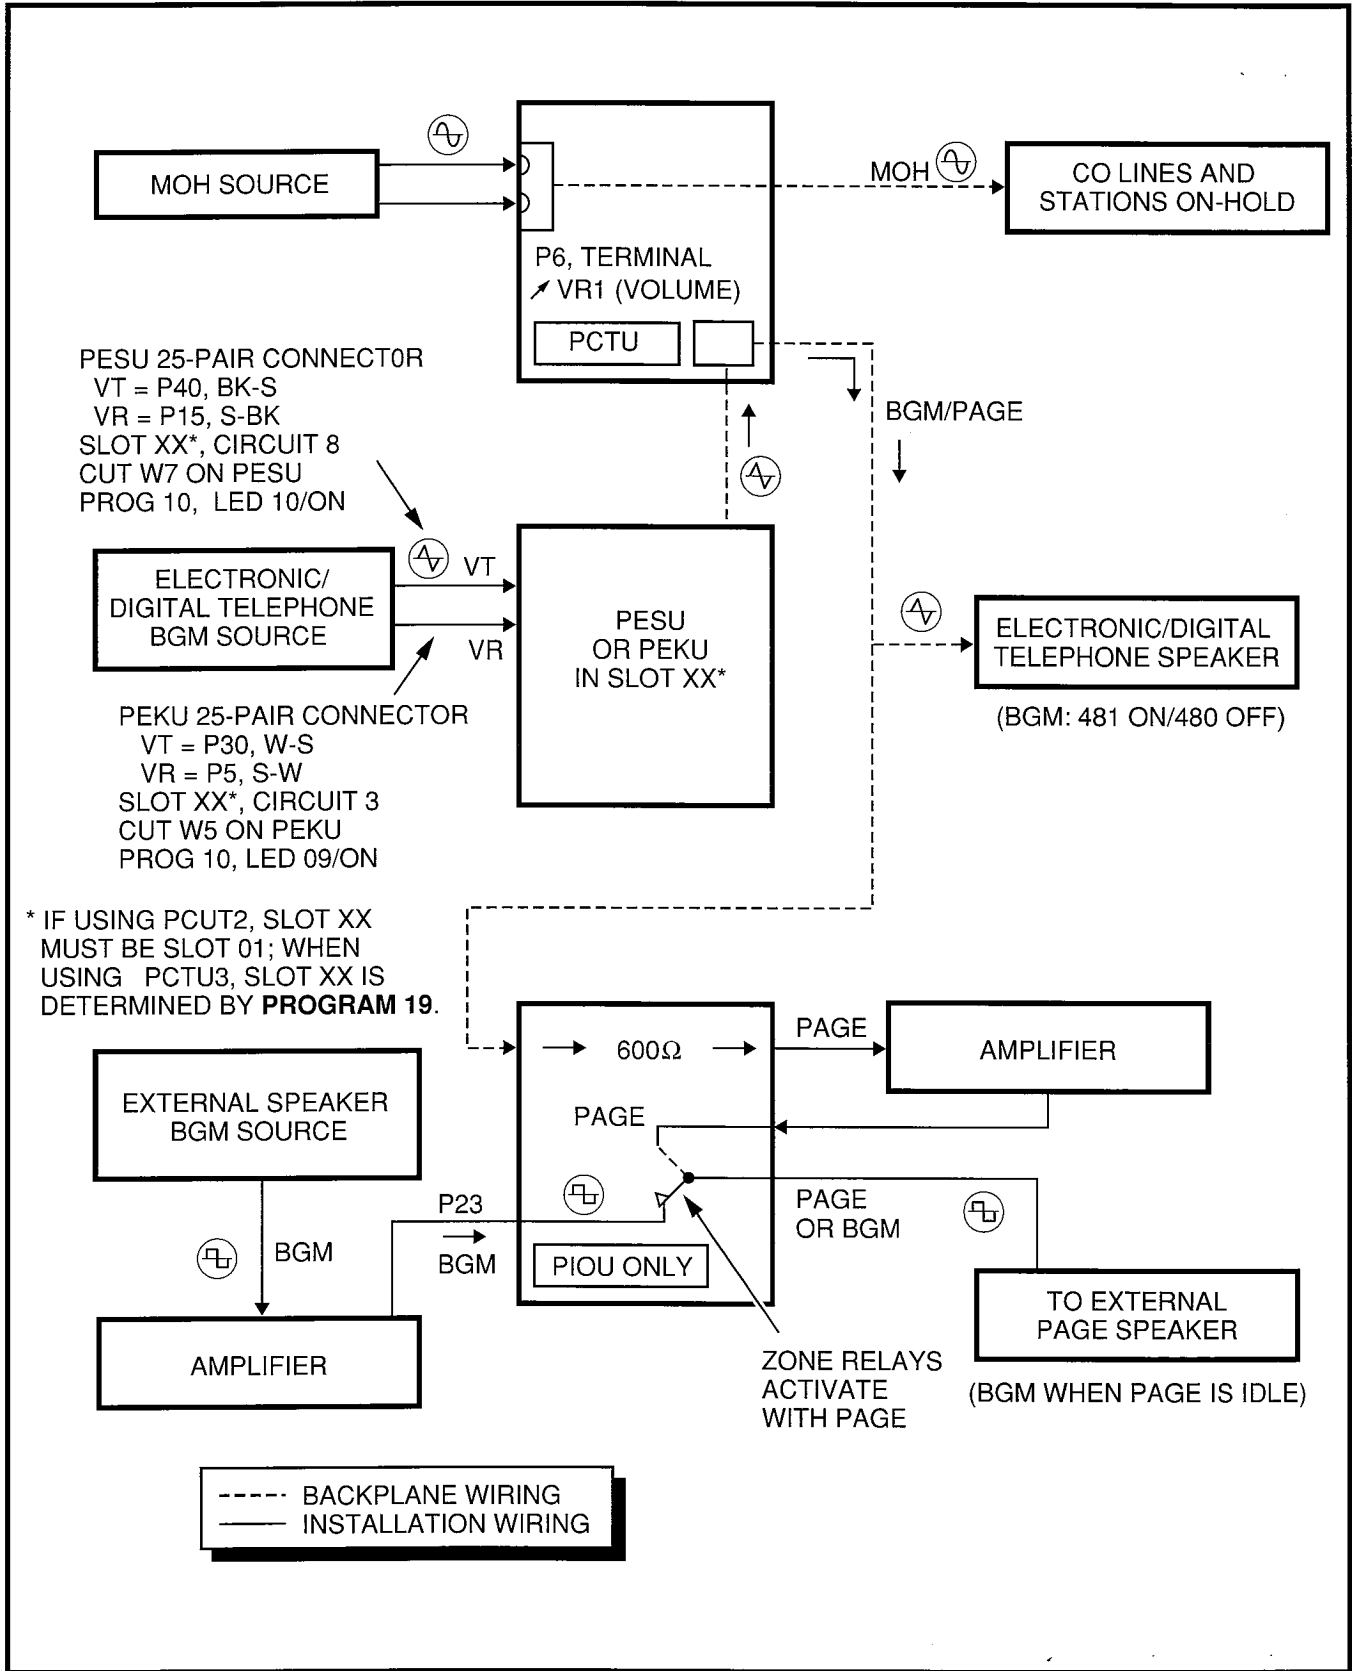 MOH SOURCE
MOH
CO LINES AND
STATIONS ON-HOLD
P6, TERMINAL
VR1 (VOLUME)
PCTU
PESU 25-PAIR CONNECTOR
VT = P40, BK-S
VR = P15, S-BK
SLOT XX*, CIRCUIT 8
CUT W7 ON PESU
PROG 10, LED 10/ON
BGM/PAGE
ELECTRONIC/
DIGITAL TELEPHONE
BGM SOURCE
VT
VR
PESU
OR PEKU
IN SLOT XX*
ELECTRONIC/DIGITAL
TELEPHONE SPEAKER
(BGM: 481 ON/480 OFF)
PEKU 25-PAIR CONNECTOR
VT = P30, W-S
VR = P5, S-W
SLOT XX*, CIRCUIT 3
CUT W5 ON PEKU
PROG 10, LED 09/ON
* IF USING PCUT2, SLOT XX
MUST BE SLOT 01; WHEN
USING PCTU3, SLOT XX IS
DETERMINED BY PROGRAM 19.
EXTERNAL SPEAKER
BGM SOURCE
BGM
AMPLIFIER
P23
BGM
600Ω
PAGE
PIOU ONLY
PAGE
AMPLIFIER
PAGE
OR BGM
TO EXTERNAL
PAGE SPEAKER
(BGM WHEN PAGE IS IDLE)
ZONE RELAYS
ACTIVATE
WITH PAGE
BACKPLANE WIRING
INSTALLATION WIRING